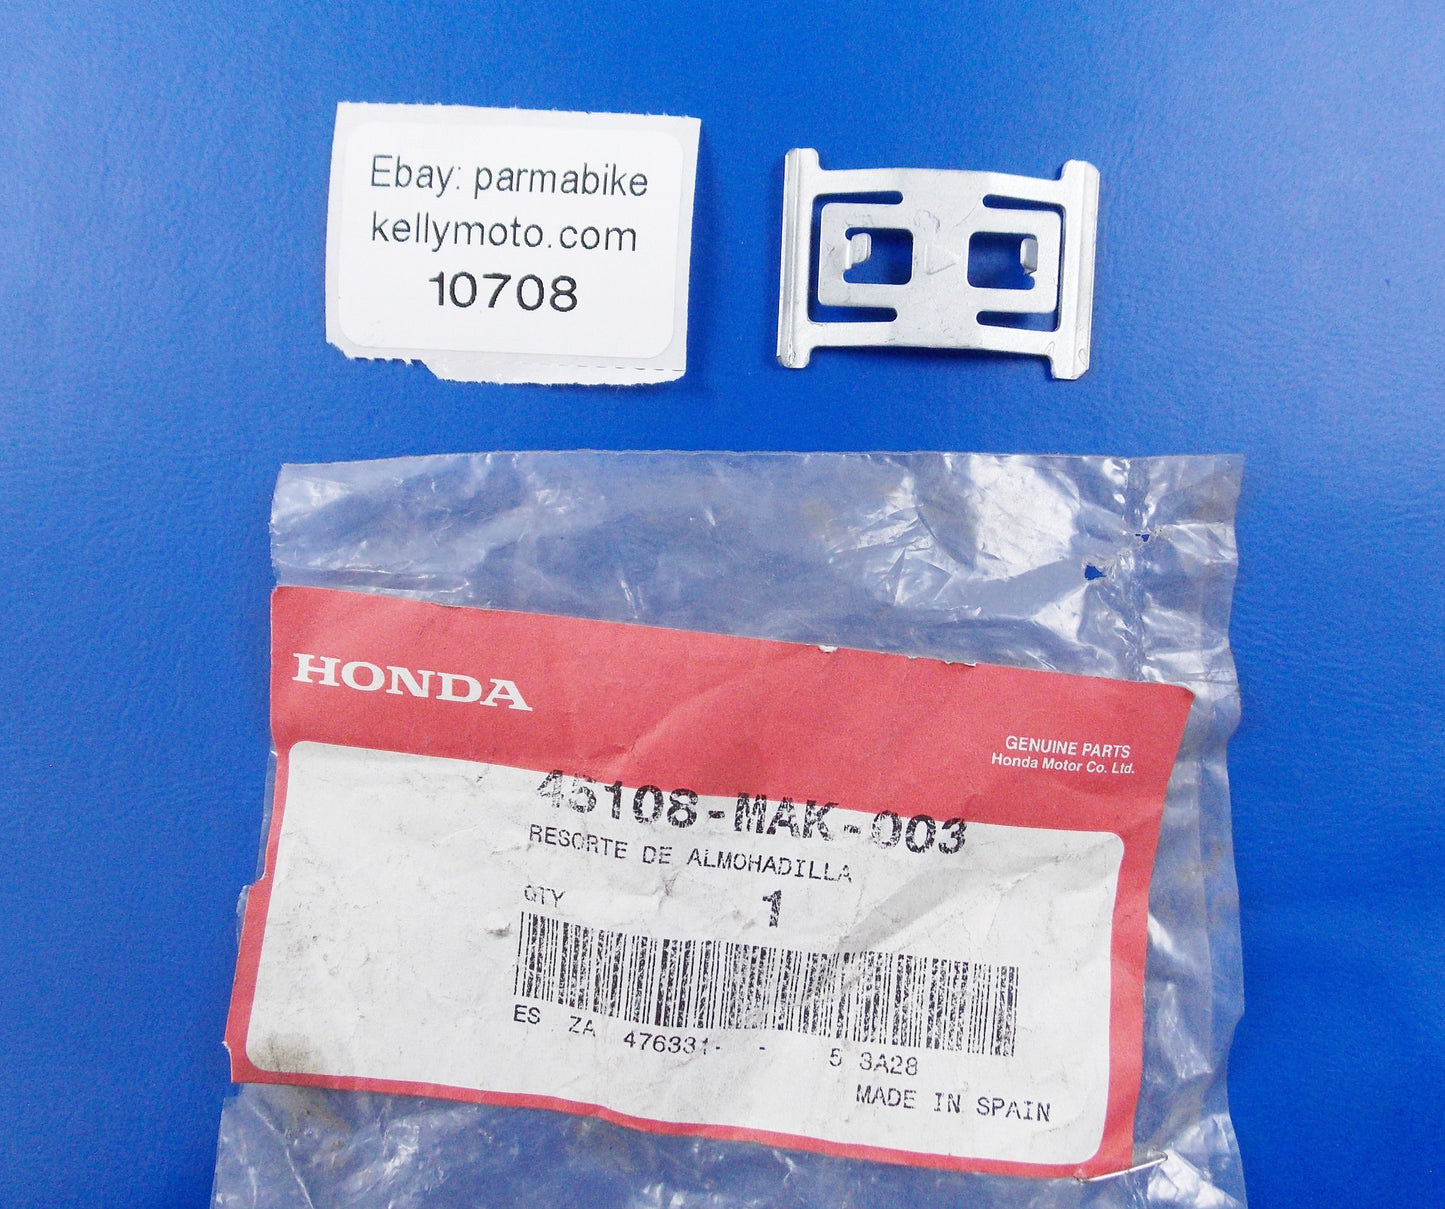 Ebay: parmabike
kellymoto.com
10708
HONDA
GENUINE PARTS
Honda Motor Co. Ltd.
45108-MAK-003
RESORTE DE ALMOHADILLA
QTY 1
ES ZA 476331- - 5 3A28
MADE IN SPAIN